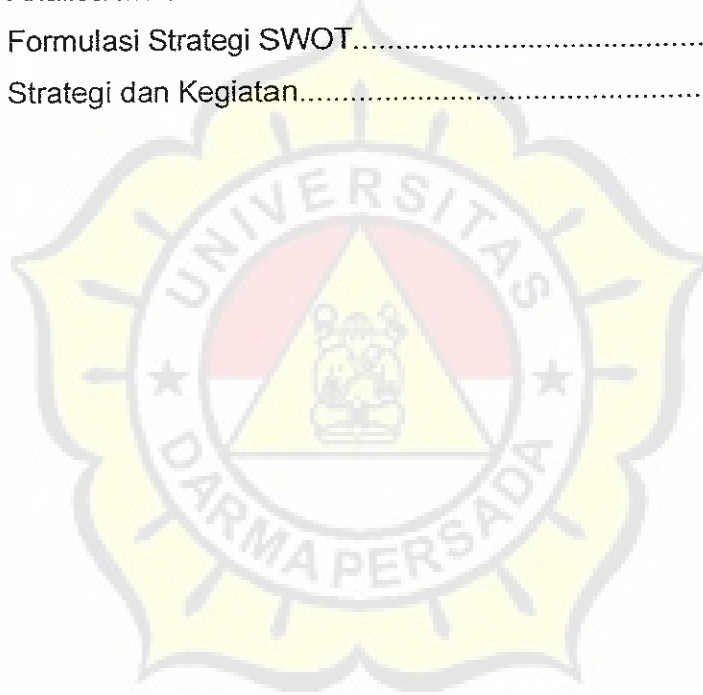 Formulasi Strategi SWOT........................................
Strategi dan Kegiatan..............................................
UNIVERSITAS
DARMA PERSADA